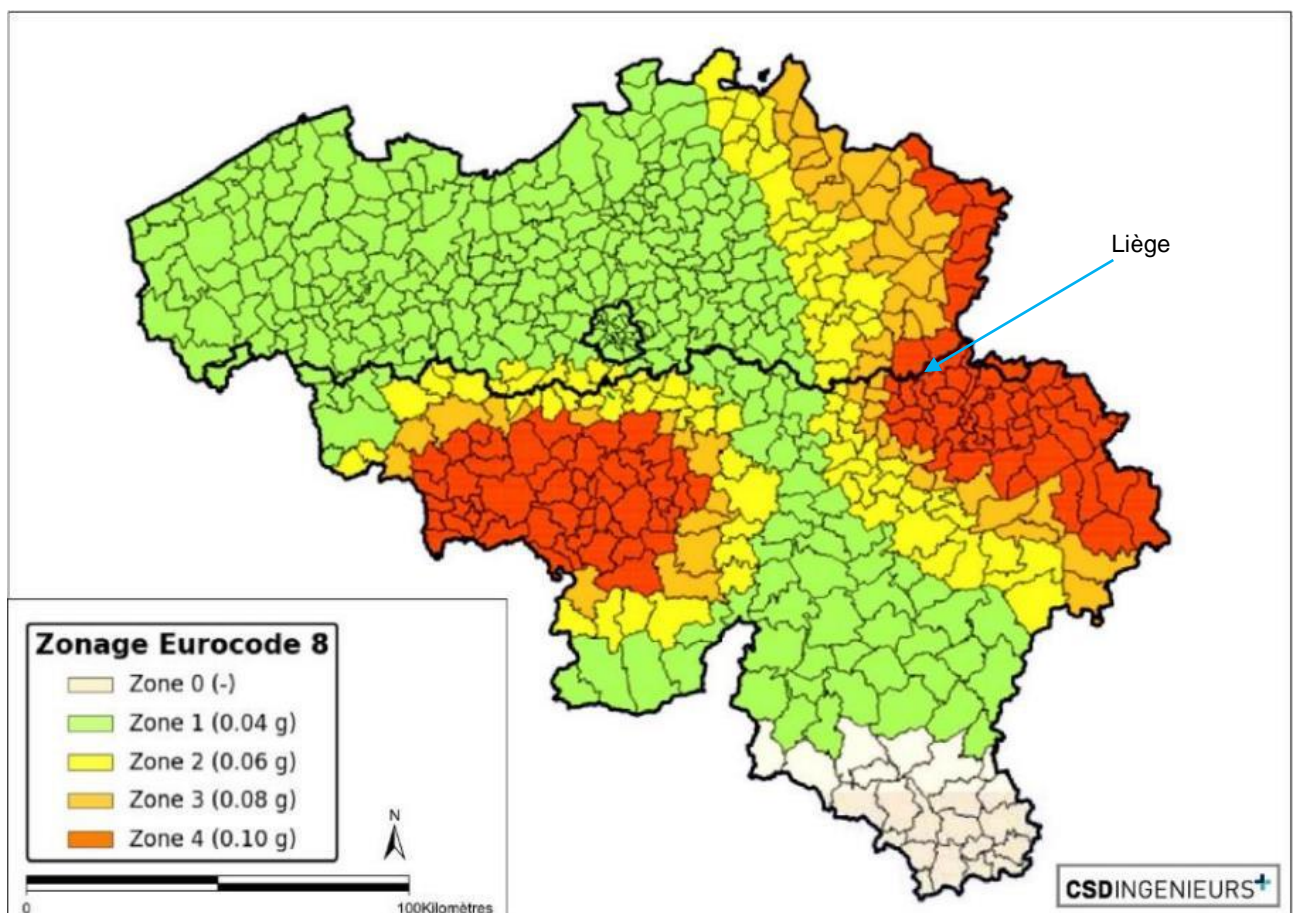 Liège
Zonage Eurocode 8
Zone 0 (-)
Zone 1 (0.04 g)
Zone 2 (0.06 g)
Zone 3 (0.08 g)
Zone 4 (0.10 g)
N
0
100Kilomètres
CSDINGENIEURS+